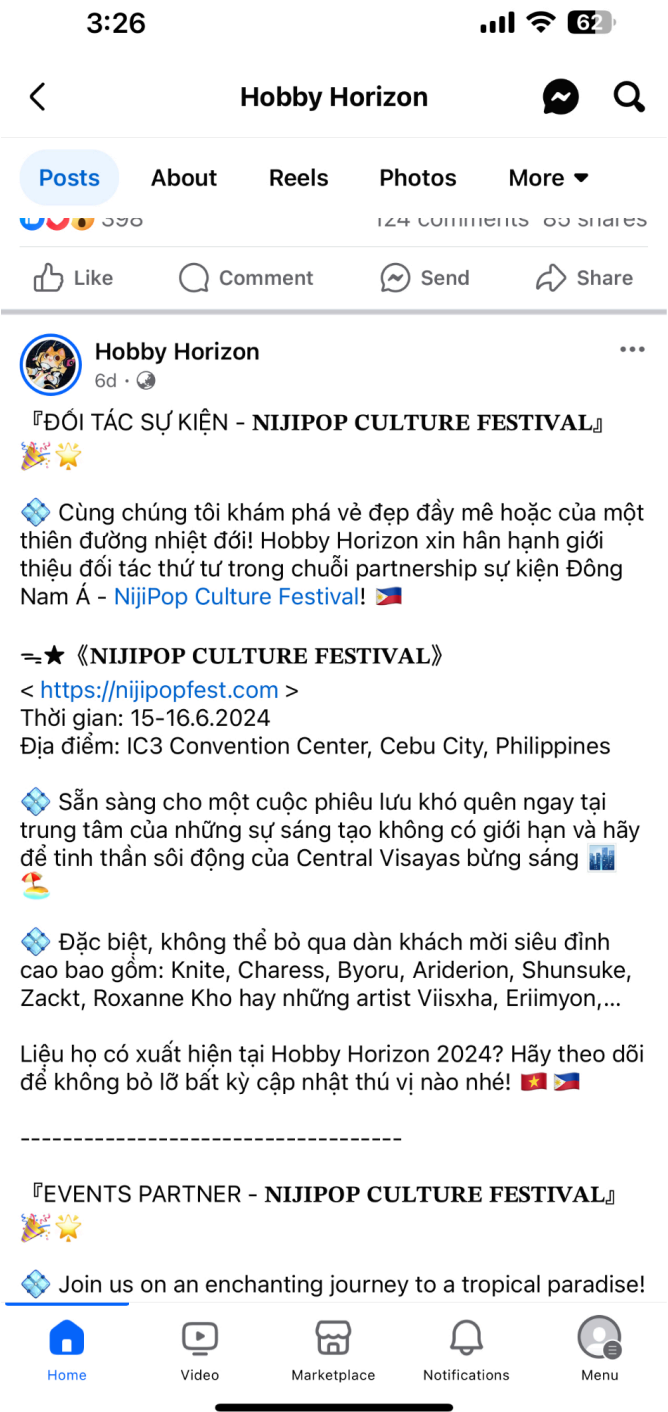 3:26
62
Hobby Horizon
Posts About Reels Photos More
398 124 comments 85 shares
Like Comment Send Share
Hobby Horizon
6d ·
『ĐỐI TÁC SỰ KIỆN - NIJIPOP CULTURE FESTIVAL』
🎉🌟
💠 Cùng chúng tôi khám phá vẻ đẹp đầy mê hoặc của một
thiên đường nhiệt đới! Hobby Horizon xin hân hạnh giới
thiệu đối tác thứ tư trong chuỗi partnership sự kiện Đông
Nam Á - NijiPop Culture Festival! 🇵🇭
ᯓ★《NIJIPOP CULTURE FESTIVAL》
< https://nijipopfest.com >
Thời gian: 15-16.6.2024
Địa điểm: IC3 Convention Center, Cebu City, Philippines
💠 Sẵn sàng cho một cuộc phiêu lưu khó quên ngay tại
trung tâm của những sự sáng tạo không có giới hạn và hãy
để tinh thần sôi động của Central Visayas bừng sáng 🏙️
🏖️
💠 Đặc biệt, không thể bỏ qua dàn khách mời siêu đỉnh
cao bao gồm: Knite, Charess, Byoru, Ariderion, Shunsuke,
Zackt, Roxanne Kho hay những artist Viisxha, Eriimyon,...
Liệu họ có xuất hiện tại Hobby Horizon 2024? Hãy theo dõi
để không bỏ lỡ bất kỳ cập nhật thú vị nào nhé! 🇻🇳🇵🇭
------------------------------------
『EVENTS PARTNER - NIJIPOP CULTURE FESTIVAL』
🎉🌟
💠 Join us on an enchanting journey to a tropical paradise!
Home Video Marketplace Notifications Menu